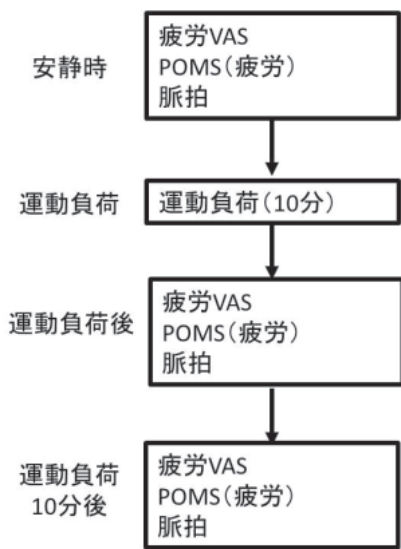 安静時
疲労VAS
POMS(疲労)
脈拍
運動負荷
運動負荷(10分)
運動負荷後
疲労VAS
POMS(疲労)
脈拍
運動負荷
10分後
疲労VAS
POMS(疲労)
脈拍